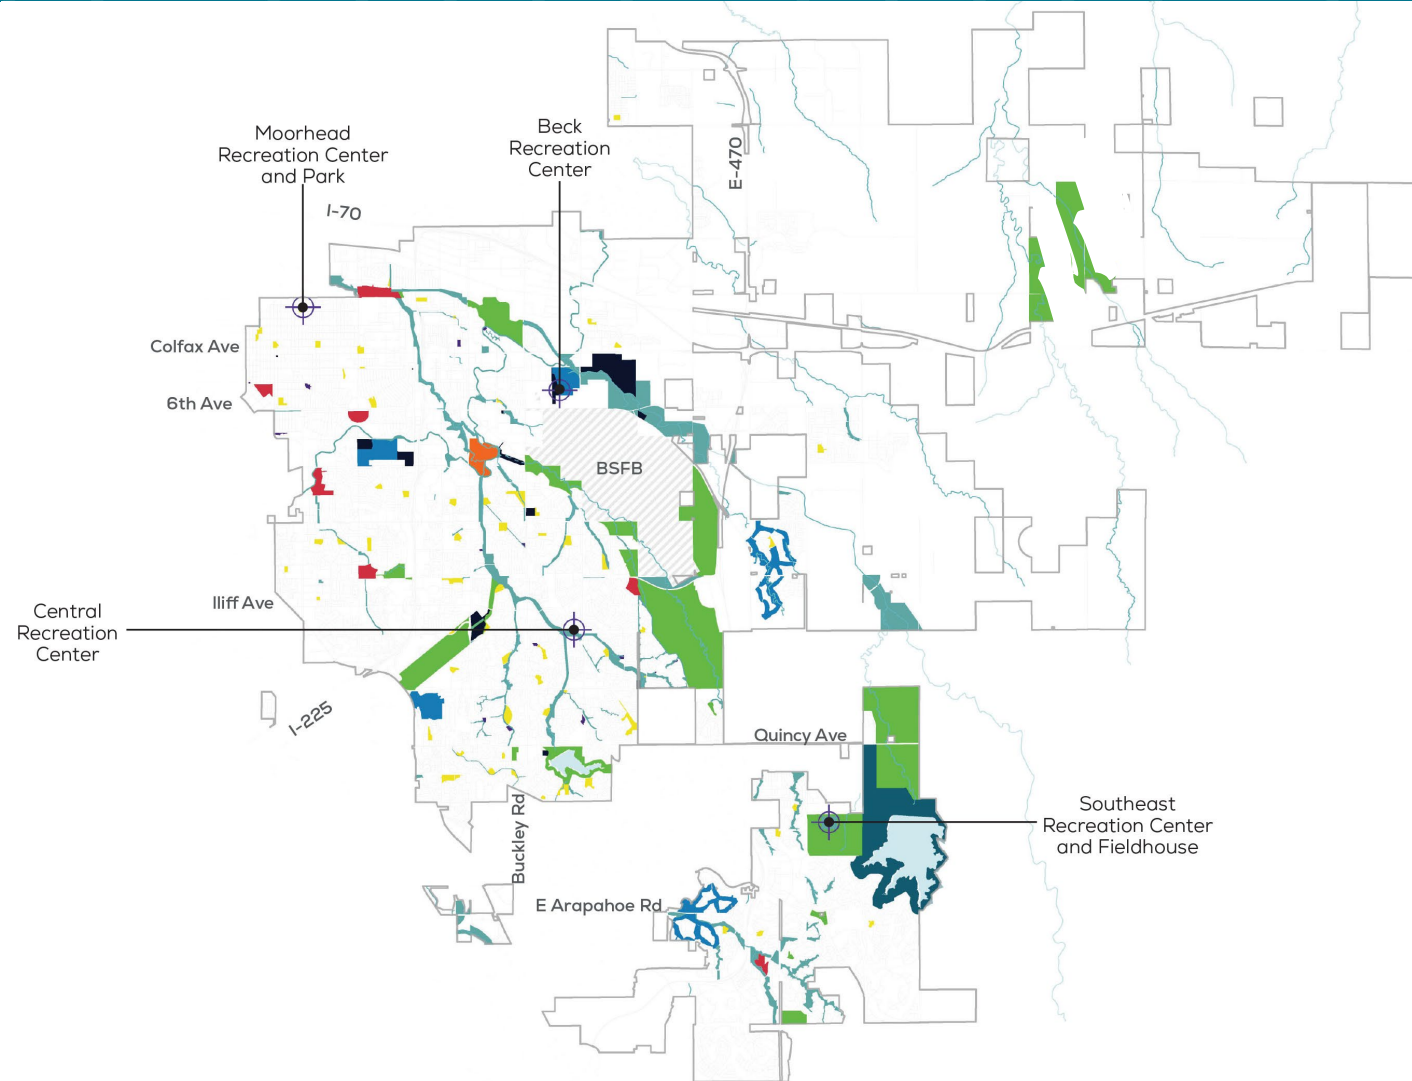 Moorhead
Recreation Center
and Park
Beck
Recreation
Center
E-470
I-70
Colfax Ave
6th Ave
BSFB
Iliff Ave
Central
Recreation
Center
I-225
Quincy Ave
Buckley Rd
Southeast
Recreation Center
and Fieldhouse
E Arapahoe Rd